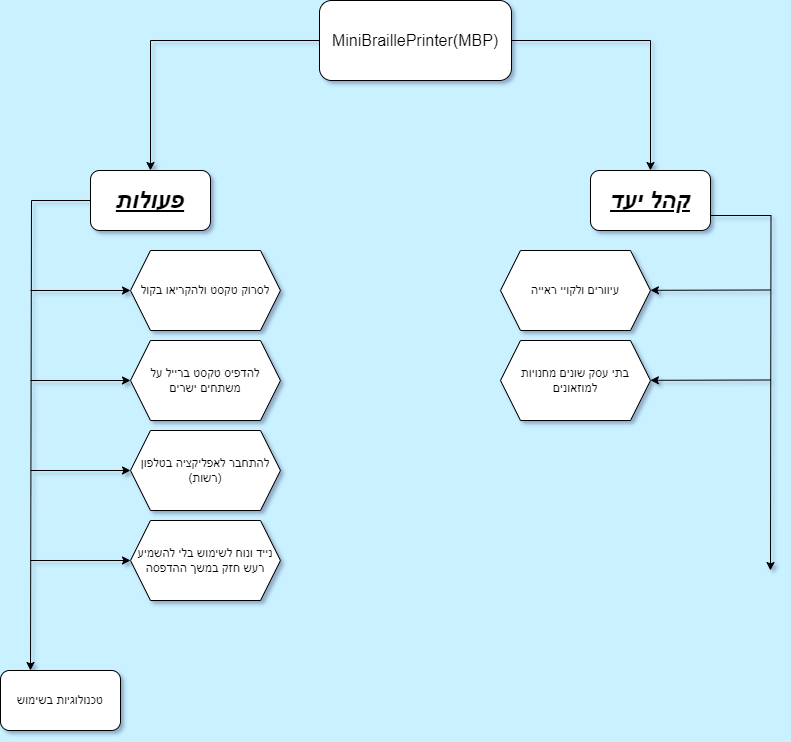 MiniBraillePrinter(MBP)
פעולות
קהל יעד
לסרוק טקסט ולהקריאו בקול
עיוורים ולקויי ראייה
להדפיס טקסט ברייל על
משתחים ישרים
בתי עסק שונים מחנויות
למוזאונים
להתחבר לאפליקציה בטלפון
(רשות)
נייד ונוח לשימוש בלי להשמיע
רעש חזק במשך ההדפסה
טכנולוגיות בשימוש